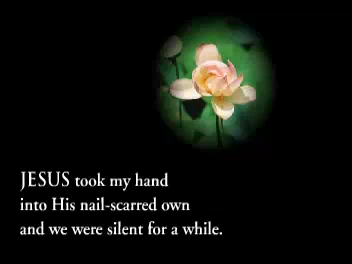 JESUS took my hand
into His nail-scarred own
and we were silent for a while.